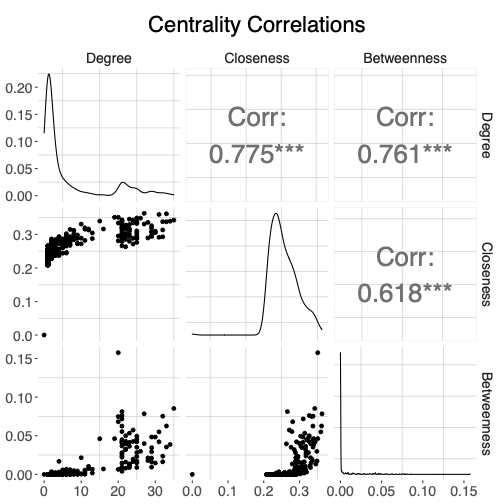 Centrality Correlations
Degree Closeness Betweenness
0.20
0.15
0.10
0.05
0.00
Corr:
0.775***
Corr:
0.761***
Degree
0.3
0.2
0.1
0.0
Corr:
0.618***
Closeness
0.15
0.10
0.05
0.00
Betweenness
0 10 20 30 0.0 0.1 0.2 0.3 0.00 0.05 0.10 0.15